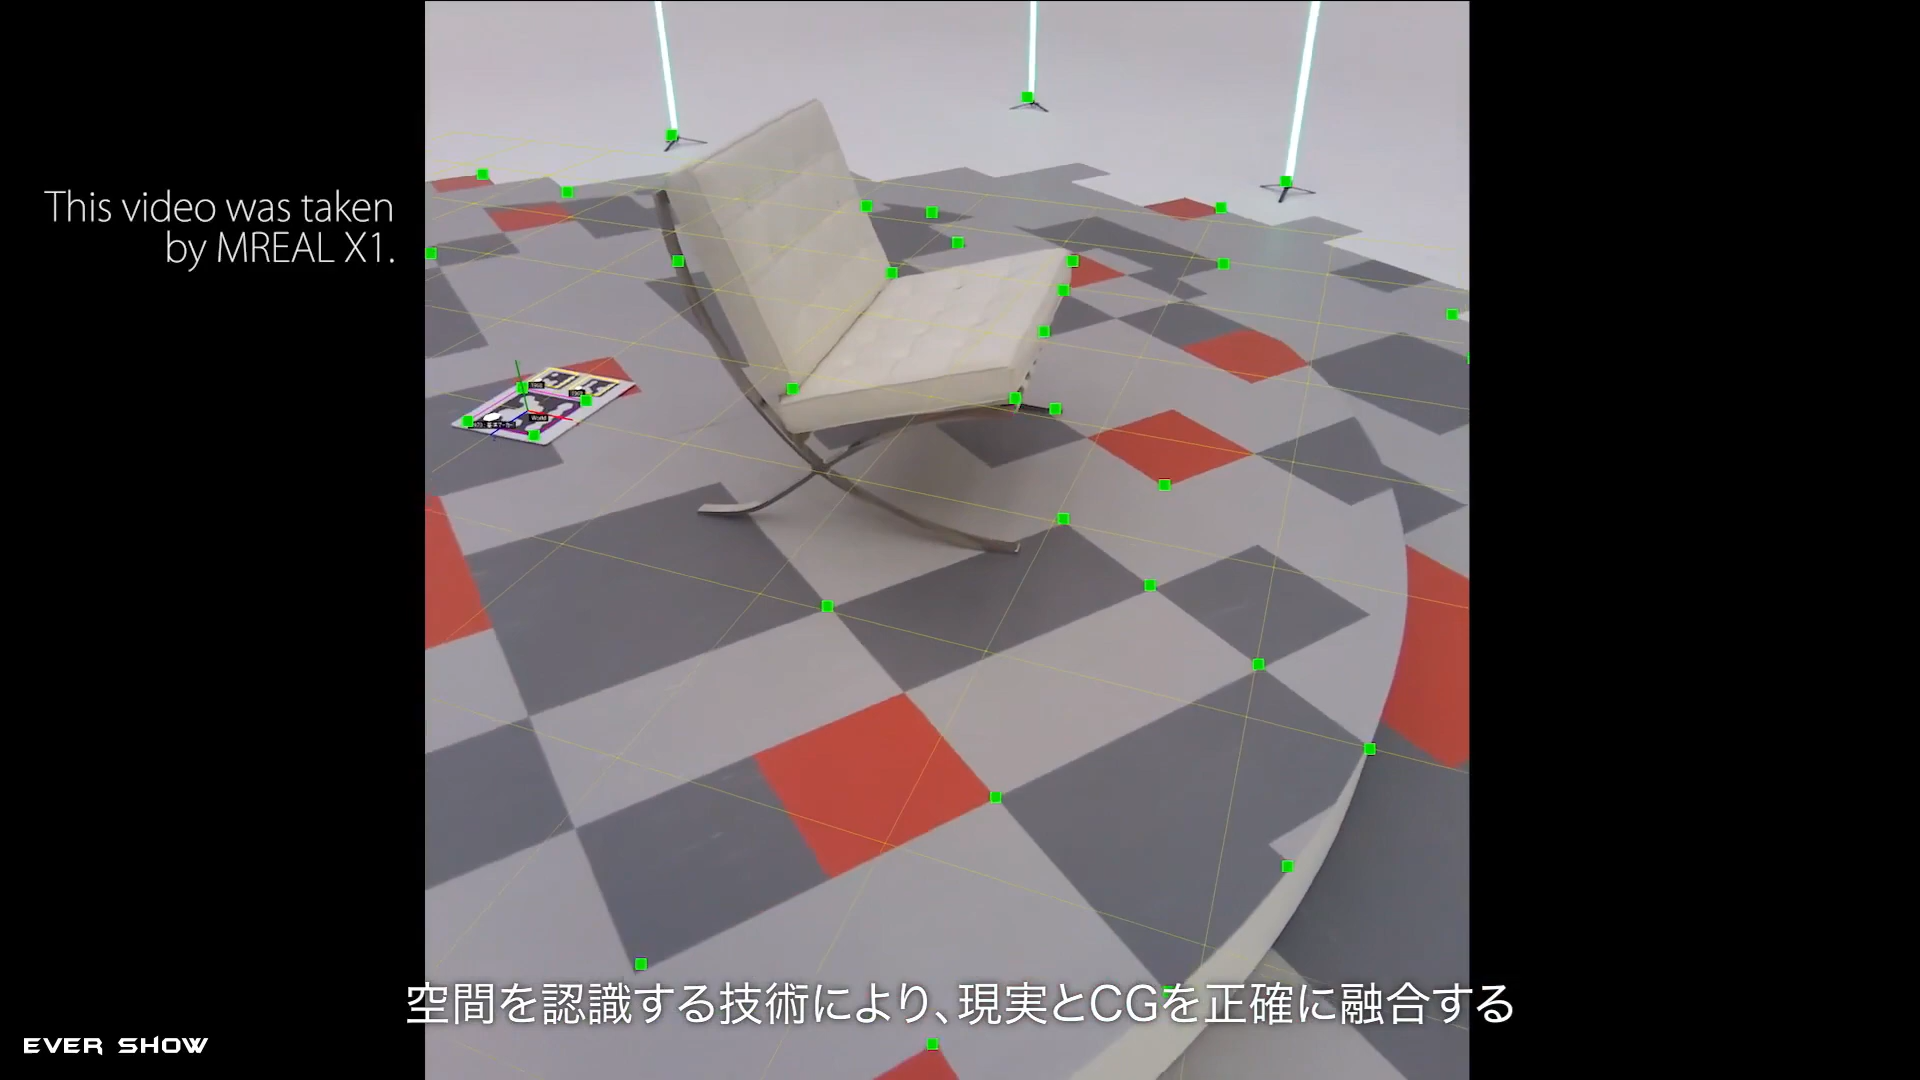 This video was taken
by MREAL X1.
World
空間を認識する技術により、現実とCGを正確に融合する
EVER SHOW